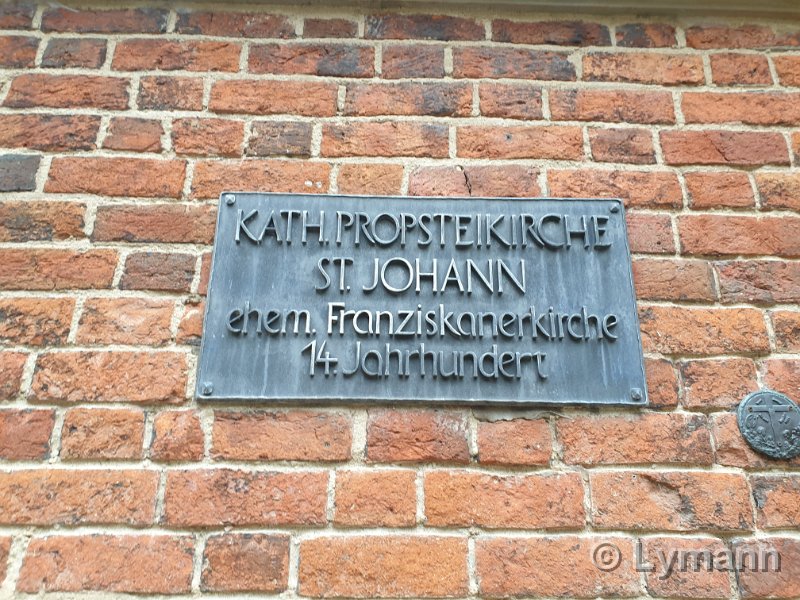 KATH. PROPSTEIKIRCHE
ST. JOHANN
ehem. Franziskanerkirche
14. Jahrhundert
© Lymann